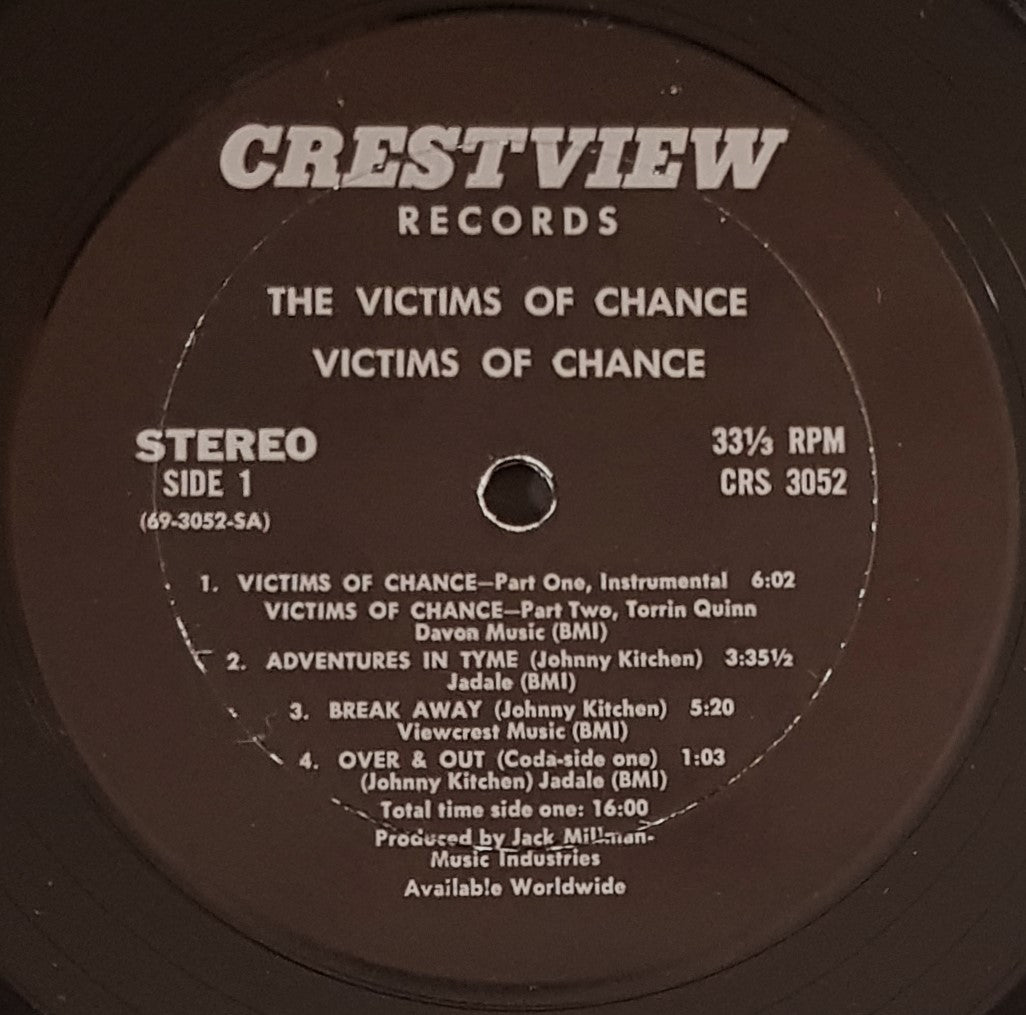 CRESTVIEW
RECORDS
THE VICTIMS OF CHANCE
VICTIMS OF CHANCE
STEREO
SIDE 1
(69-3052-SA)
33⅓ RPM
CRS 3052
1. VICTIMS OF CHANCE—Part One, Instrumental 6:02
VICTIMS OF CHANCE—Part Two, Torrin Quinn
Davon Music (BMI)
2. ADVENTURES IN TYME (Johnny Kitchen) 3:35½
Jadale (BMI)
3. BREAK AWAY (Johnny Kitchen) 5:20
Viewcrest Music (BMI)
4. OVER & OUT (Coda-side one) 1:03
(Johnny Kitchen) Jadale (BMI)
Total time side one: 16:00
Produced by Jack Millman-
Music Industries
Available Worldwide